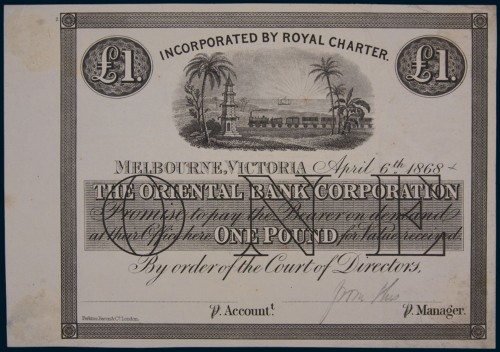 INCORPORATED BY ROYAL CHARTER.
£1. £1.
MELBOURNE, VICTORIA April 6th 1868
THE ORIENTAL BANK CORPORATION
Promise to pay the Bearer on demand
at their Office here ONE POUND for Value received.
ONE
By order of the Court of Directors,
p. Accountt. p. Manager.